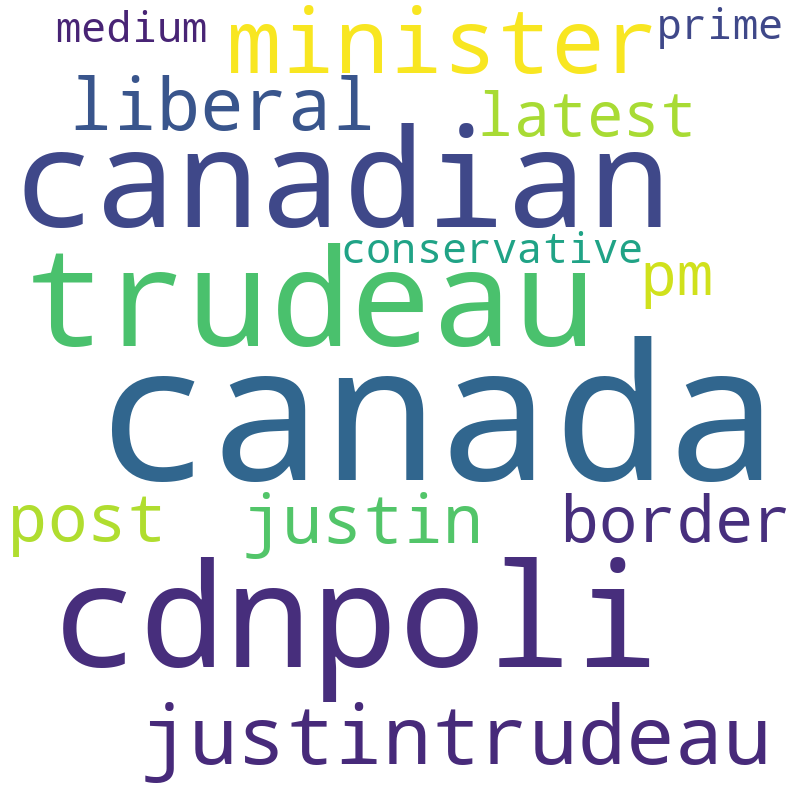 medium minister prime
liberal latest
canadian
conservative
trudeau pm
canada
post justin border
cdnpoli
justintrudeau